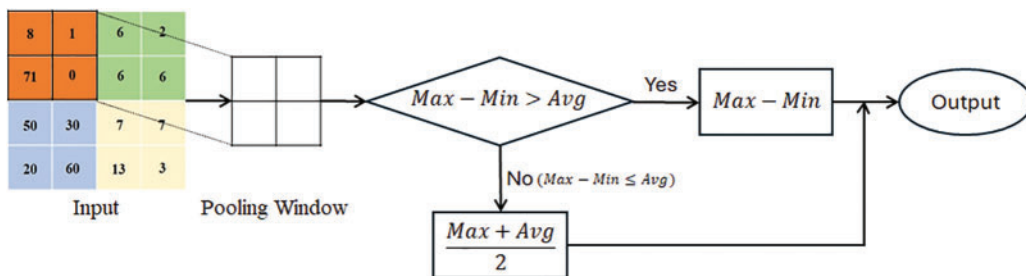 8 1 6 2
71 0 6 6
50 30 7 7
20 60 13 3
Input
Pooling Window
Max − Min > Avg
Yes
Max − Min
Output
No (Max − Min ≤ Avg)
Max + Avg
2